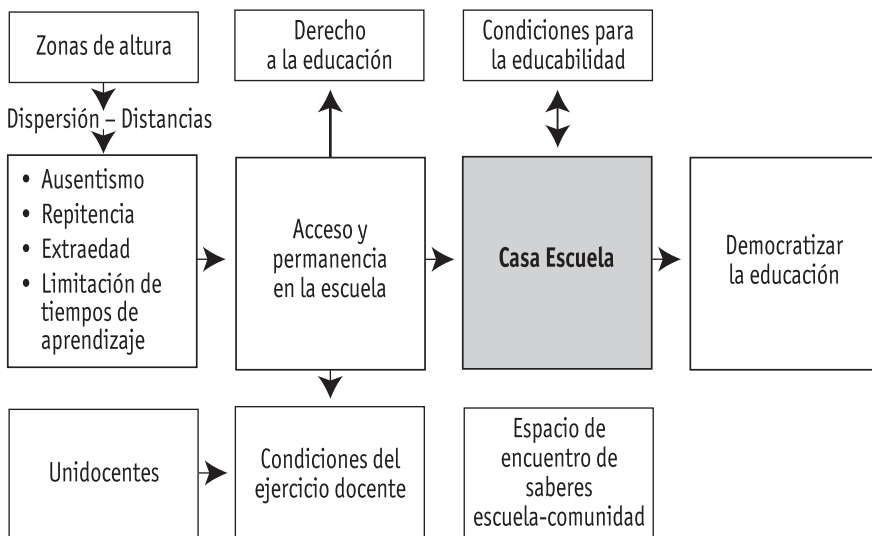 Zonas de altura
Derecho
a la educación
Condiciones para
la educabilidad
Dispersión – Distancias
• Ausentismo
• Repitencia
• Extraedad
• Limitación de
tiempos de
aprendizaje
Acceso y
permanencia
en la escuela
Casa Escuela
Democratizar
la educación
Unidocentes
Condiciones del
ejercicio docente
Espacio de
encuentro de
saberes
escuela-comunidad